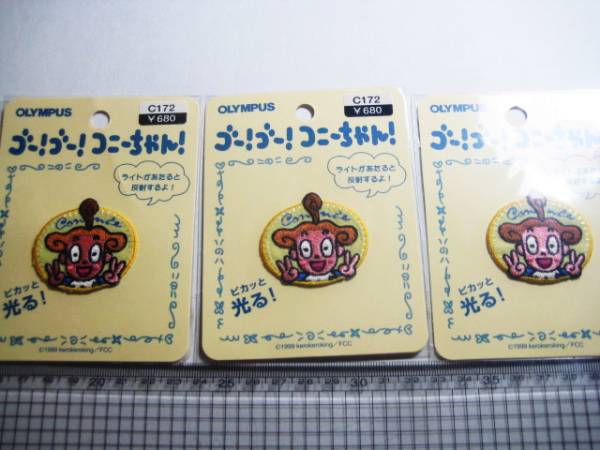 OLYMPUS
C172
¥680
ゴー!ゴー!コニーちゃん!
ライトがあたると
反射するよ!
Connie
ピカッと
光る!
©1999 kerokeroking/FCC
OLYMPUS
C172
¥680
ゴー!ゴー!コニーちゃん!
ライトがあたると
反射するよ!
Connie
ピカッと
光る!
©1999 kerokeroking/FCC
OLYMPUS
ゴー!ゴー!コニーちゃん!
Connie
ピカッと
光る!
©1999 kerokeroking/FCC
20
25
30
35